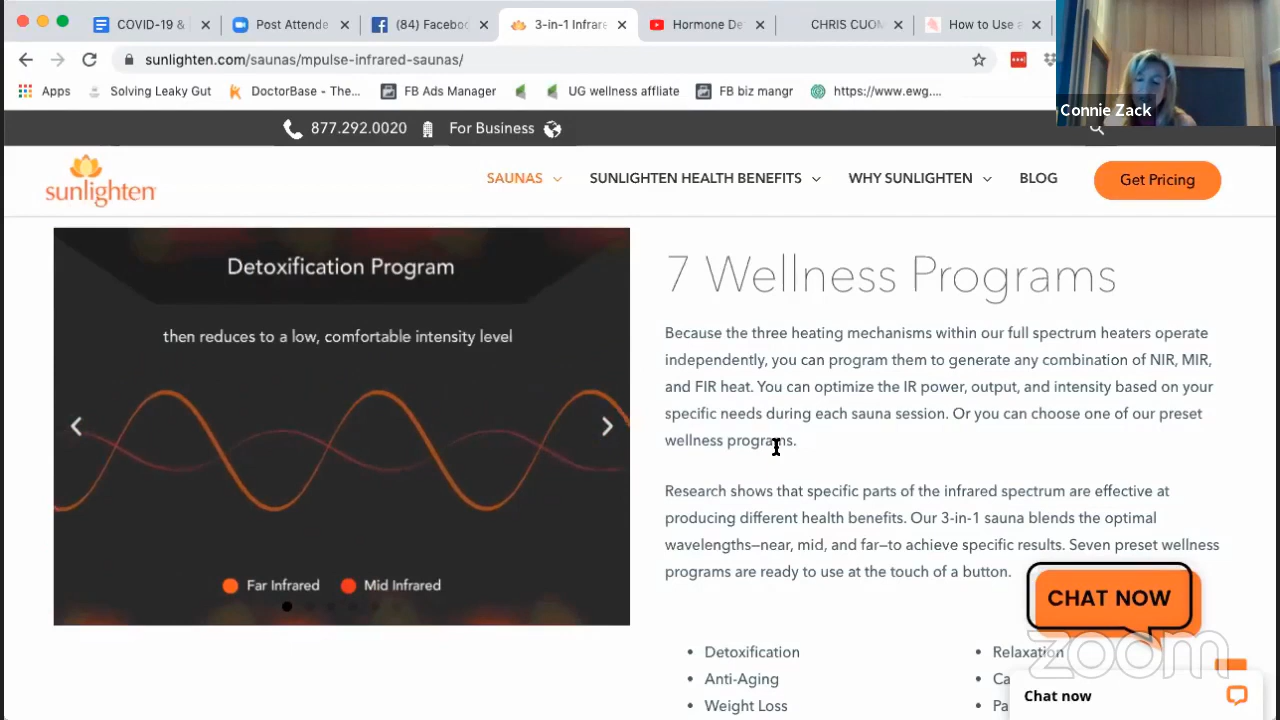 COVID-19 &
Post Attende
(84) Faceboo
3-in-1 Infrare
Hormone De
CHRIS CUOM
How to Use a
sunlighten.com/saunas/mpulse-infrared-saunas/
Apps
Solving Leaky Gut
DoctorBase - The...
FB Ads Manager
UG wellness affliate
FB biz mangr
https://www.ewg....
Connie Zack
877.292.0020
For Business
sunlighten
SAUNAS
SUNLIGHTEN HEALTH BENEFITS
WHY SUNLIGHTEN
BLOG
Get Pricing
Detoxification Program
then reduces to a low, comfortable intensity level
Far Infrared
Mid Infrared
7 Wellness Programs
Because the three heating mechanisms within our full spectrum heaters operate
independently, you can program them to generate any combination of NIR, MIR,
and FIR heat. You can optimize the IR power, output, and intensity based on your
specific needs during each sauna session. Or you can choose one of our preset
wellness programs.
Research shows that specific parts of the infrared spectrum are effective at
producing different health benefits. Our 3-in-1 sauna blends the optimal
wavelengths—near, mid, and far—to achieve specific results. Seven preset wellness
programs are ready to use at the touch of a button.
CHAT NOW
• Detoxification
• Anti-Aging
• Weight Loss
• Relaxation
• Ca
• Pa
zoom
Chat now